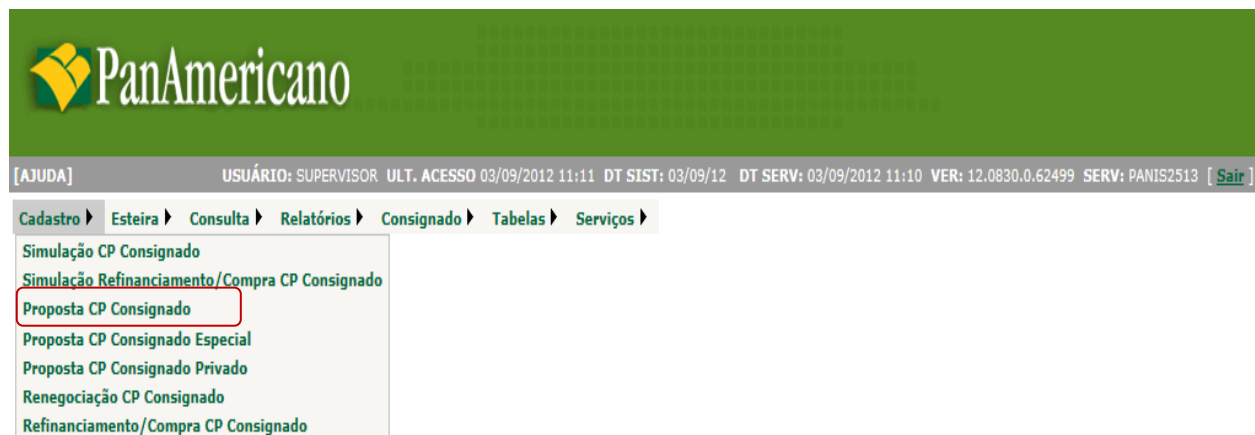 PanAmericano
[AJUDA] USUÁRIO: SUPERVISOR ULT. ACESSO 03/09/2012 11:11 DT SIST: 03/09/12 DT SERV: 03/09/2012 11:10 VER: 12.0830.0.62499 SERV: PANIS2513 [ Sair ]
Cadastro Esteira Consulta Relatórios Consignado Tabelas Serviços
Simulação CP Consignado
Simulação Refinanciamento/Compra CP Consignado
Proposta CP Consignado
Proposta CP Consignado Especial
Proposta CP Consignado Privado
Renegociação CP Consignado
Refinanciamento/Compra CP Consignado